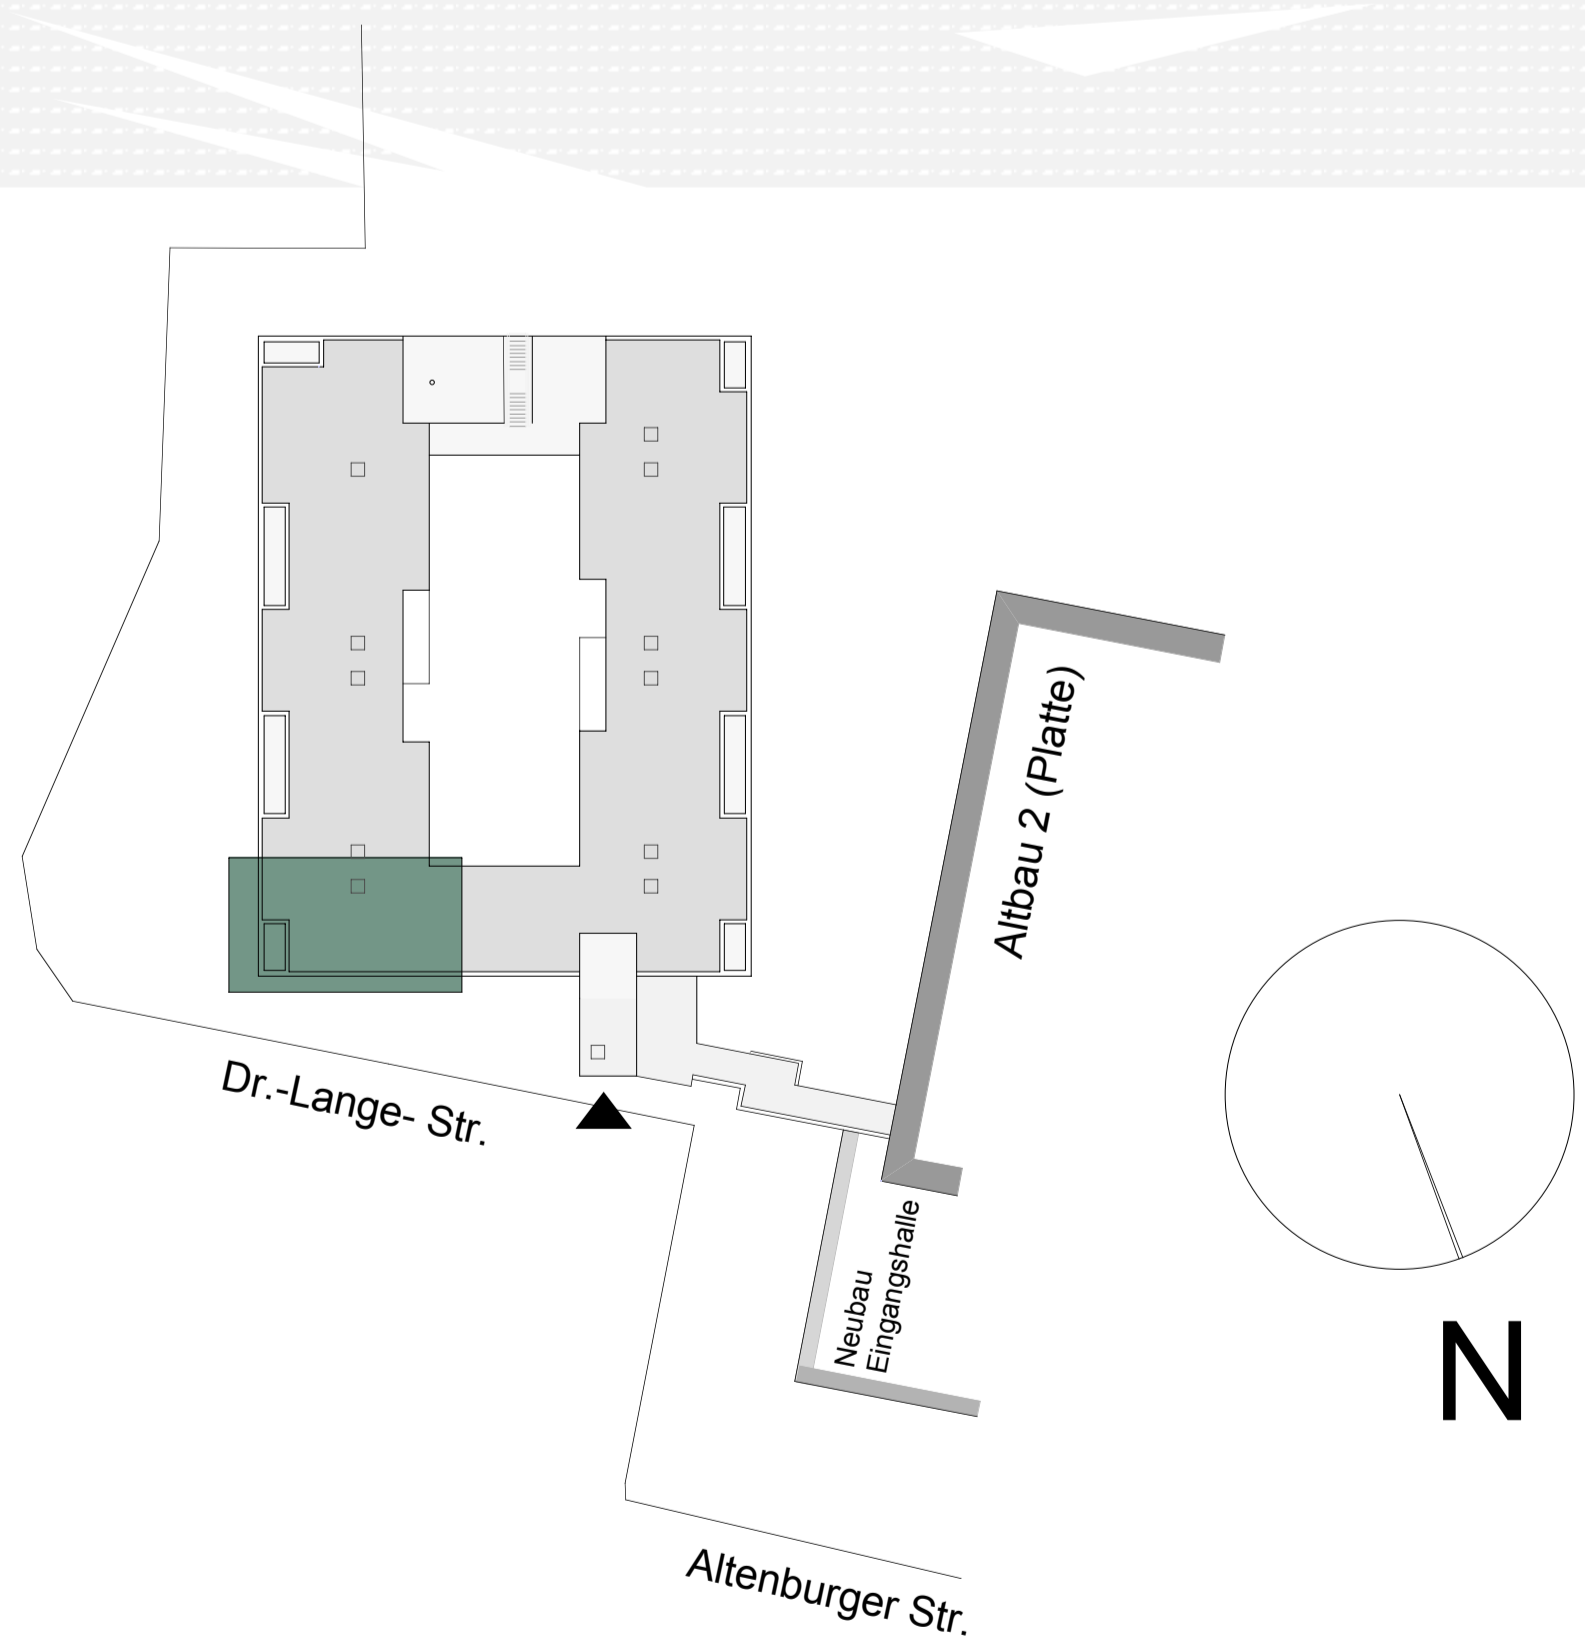 Altbau 2 (Platte)
Dr.-Lange- Str.
Neubau
Eingangshalle
N
Altenburger Str.